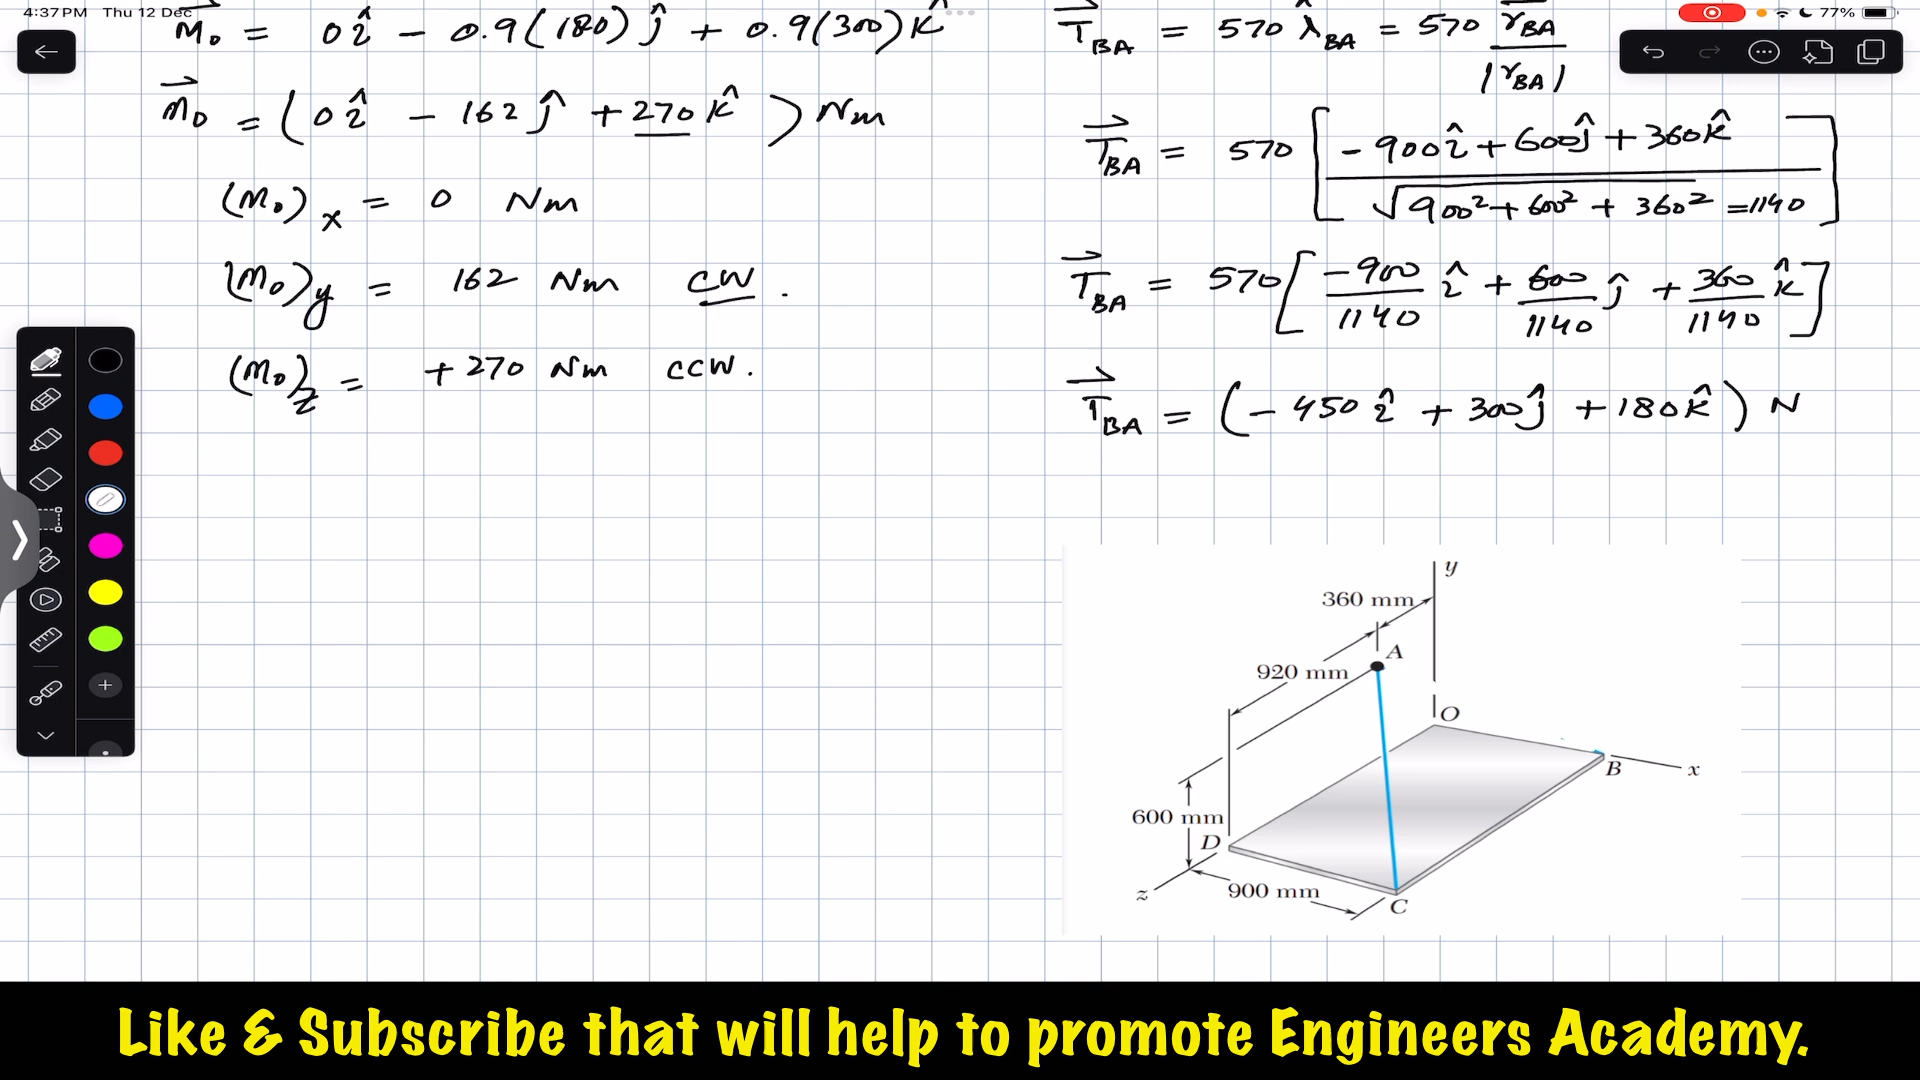 4:37 PM Thu 12 Dec
77%
M₀ = 0î − 0.9(180)ĵ + 0.9(300)k̂
M₀ = (0î − 162ĵ + 270k̂) Nm
(M₀)x = 0 Nm
(M₀)y = 162 Nm CW.
(M₀)z = +270 Nm CCW.
T_BA = 570 λ̂_BA = 570 r_BA / |r_BA|
T_BA = 570 [ −900î + 600ĵ + 360k̂ / √900² + 600² + 360² = 1140 ]
T_BA = 570 [ −900/1140 î + 600/1140 ĵ + 360/1140 k̂ ]
T_BA = (−450î + 300ĵ + 180k̂) N
y
360 mm
A
920 mm
O
B
x
600 mm
D
z
900 mm
C
Like & Subscribe that will help to promote Engineers Academy.